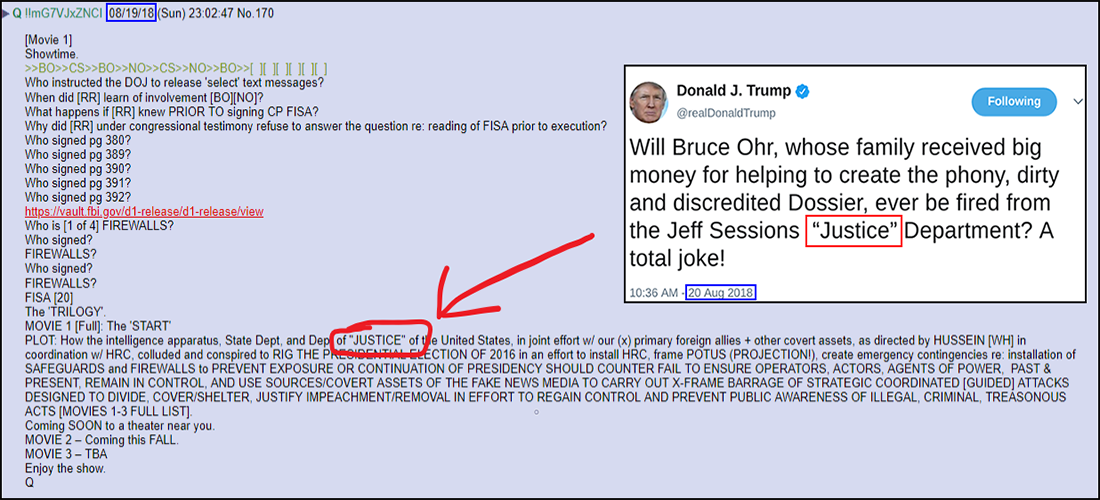 Q !!mG7VJxZNCI 08/19/18 (Sun) 23:02:47 No.170
[Movie 1]
Showtime.
>>BO>>CS>>BO>>NO>>CS>>NO>>BO>>[ ][ ][ ][ ][ ][ ]
Who instructed the DOJ to release 'select' text messages?
When did [RR] learn of involvement [BO][NO]?
What happens if [RR] knew PRIOR TO signing CP FISA?
Why did [RR] under congressional testimony refuse to answer the question re: reading of FISA prior to execution?
Who signed pg 380?
Who signed pg 389?
Who signed pg 390?
Who signed pg 391?
Who signed pg 392?
https://vault.fbi.gov/d1-release/d1-release/view
Who is [1 of 4] FIREWALLS?
Who signed?
FIREWALLS?
Who signed?
FIREWALLS?
FISA [20]
The 'TRILOGY'.
MOVIE 1 [Full]: The 'START'
PLOT: How the intelligence apparatus, State Dept, and Dept of "JUSTICE" of the United States, in joint effort w/ our (x) primary foreign allies + other covert assets, as directed by HUSSEIN [WH] in
coordination w/ HRC, colluded and conspired to RIG THE PRESIDENTIAL ELECTION OF 2016 in an effort to install HRC, frame POTUS (PROJECTION!), create emergency contingencies re: installation of
SAFEGUARDS and FIREWALLS to PREVENT EXPOSURE OR CONTINUATION OF PRESIDENCY SHOULD COUNTER FAIL TO ENSURE OPERATORS, ACTORS, AGENTS OF POWER, PAST &
PRESENT, REMAIN IN CONTROL, AND USE SOURCES/COVERT ASSETS OF THE FAKE NEWS MEDIA TO CARRY OUT X-FRAME BARRAGE OF STRATEGIC COORDINATED [GUIDED] ATTACKS
DESIGNED TO DIVIDE, COVER/SHELTER, JUSTIFY IMPEACHMENT/REMOVAL IN EFFORT TO REGAIN CONTROL AND PREVENT PUBLIC AWARENESS OF ILLEGAL, CRIMINAL, TREASONOUS
ACTS [MOVIES 1-3 FULL LIST].
Coming SOON to a theater near you.
MOVIE 2 – Coming this FALL.
MOVIE 3 – TBA
Enjoy the show.
Q
Donald J. Trump
@realDonaldTrump
Following
Will Bruce Ohr, whose family received big
money for helping to create the phony, dirty
and discredited Dossier, ever be fired from
the Jeff Sessions “Justice” Department? A
total joke!
10:36 AM - 20 Aug 2018